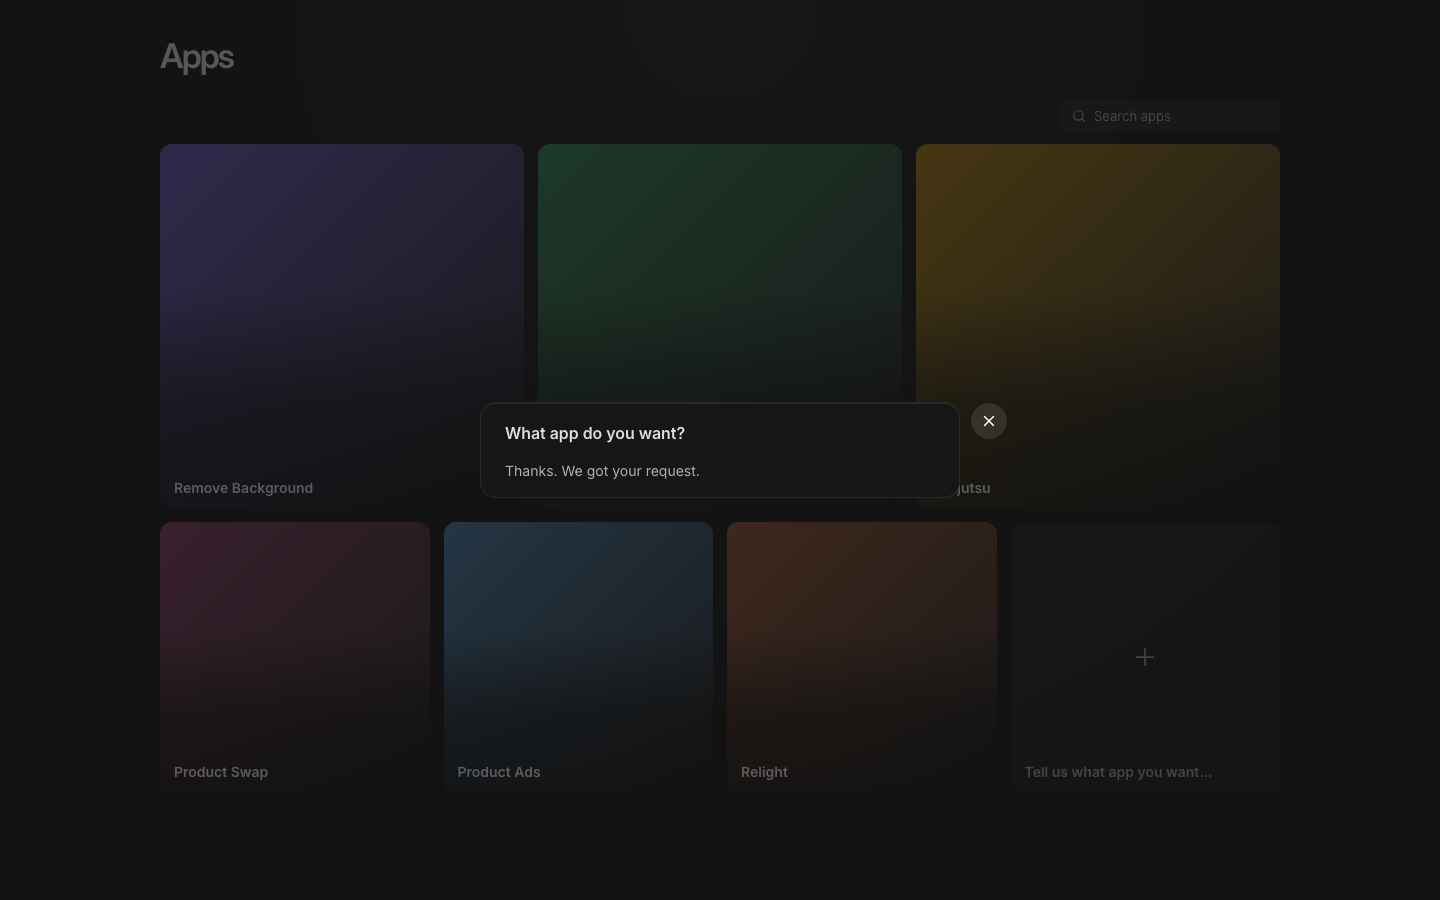 Apps
Search apps
What app do you want?
Thanks. We got your request.
Remove Background
jutsu
Product Swap
Product Ads
Relight
Tell us what app you want...